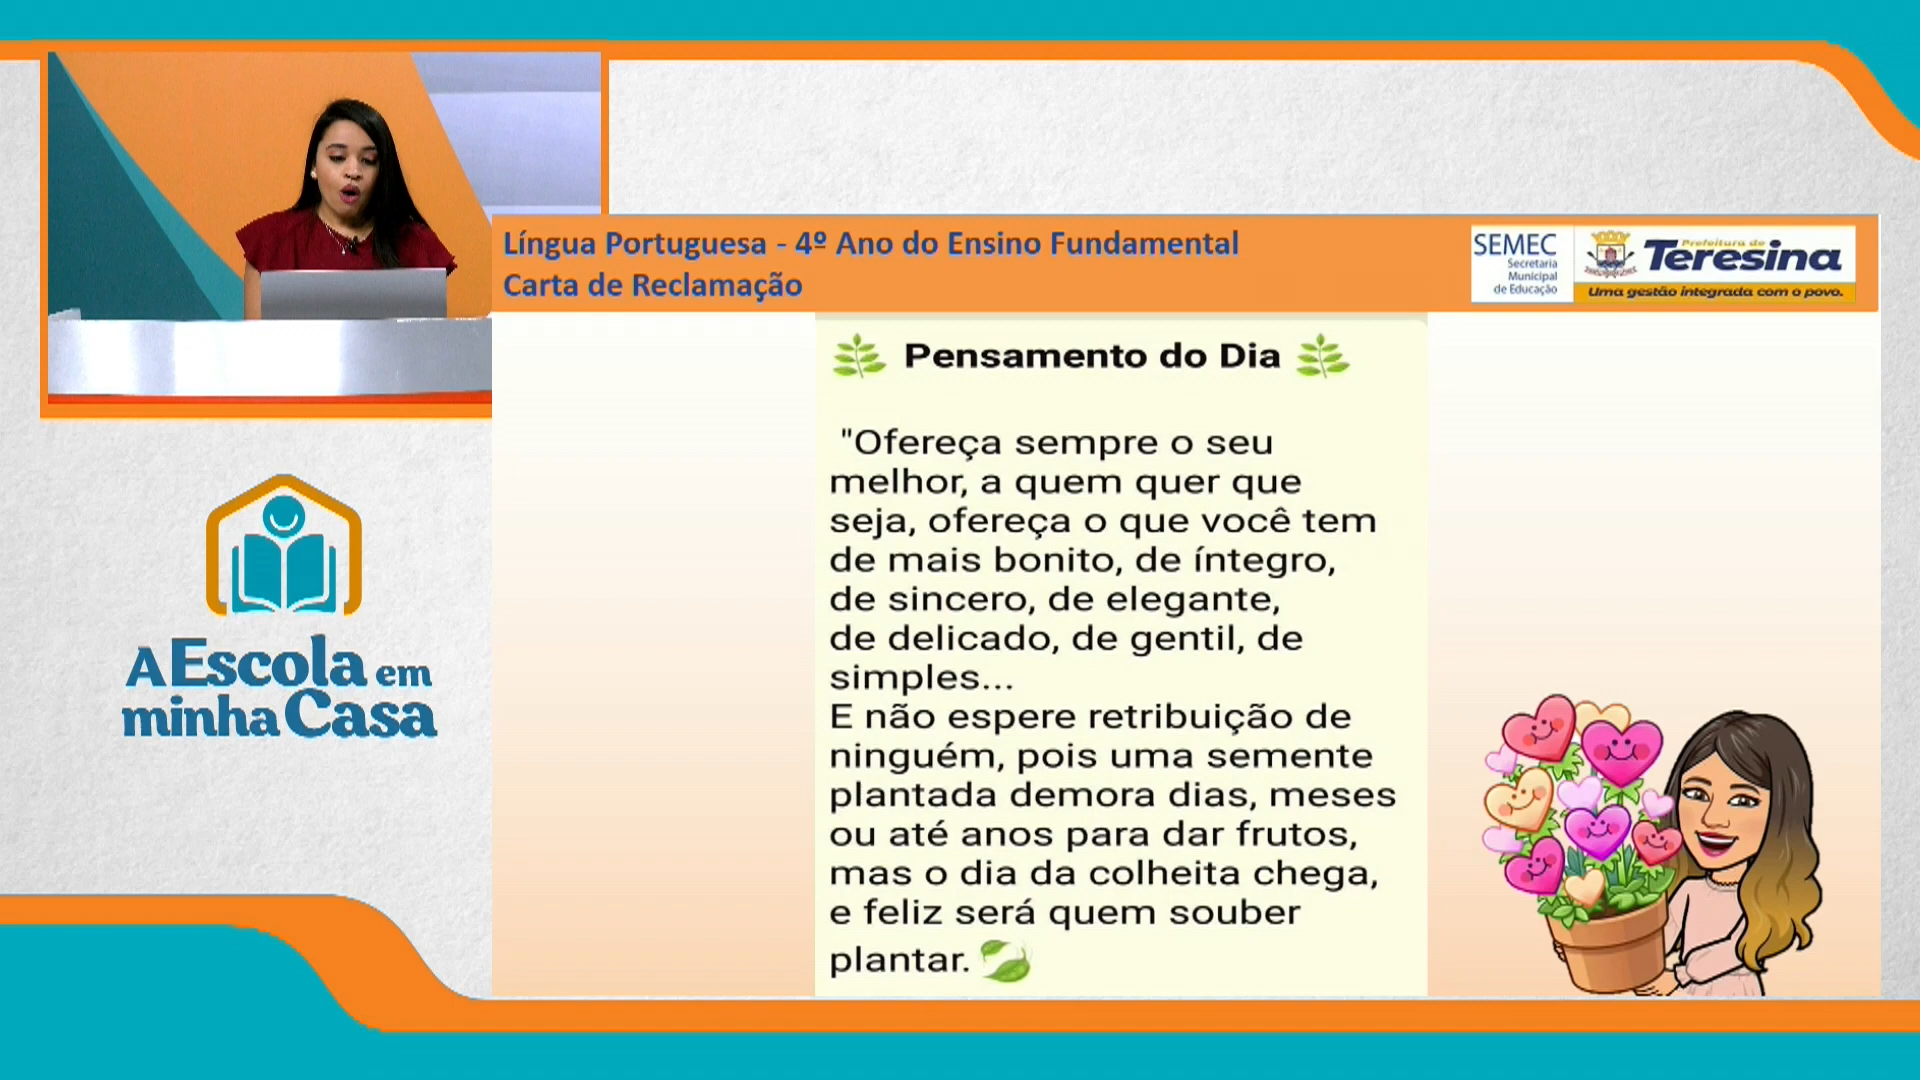 Língua Portuguesa - 4º Ano do Ensino Fundamental
Carta de Reclamação
SEMEC
Secretaria
Municipal
de Educação
Prefeitura de
Teresina
Uma gestão integrada com o povo.
Pensamento do Dia
"Ofereça sempre o seu
melhor, a quem quer que
seja, ofereça o que você tem
de mais bonito, de íntegro,
de sincero, de elegante,
de delicado, de gentil, de
simples...
E não espere retribuição de
ninguém, pois uma semente
plantada demora dias, meses
ou até anos para dar frutos,
mas o dia da colheita chega,
e feliz será quem souber
plantar.
A Escola em
minha Casa